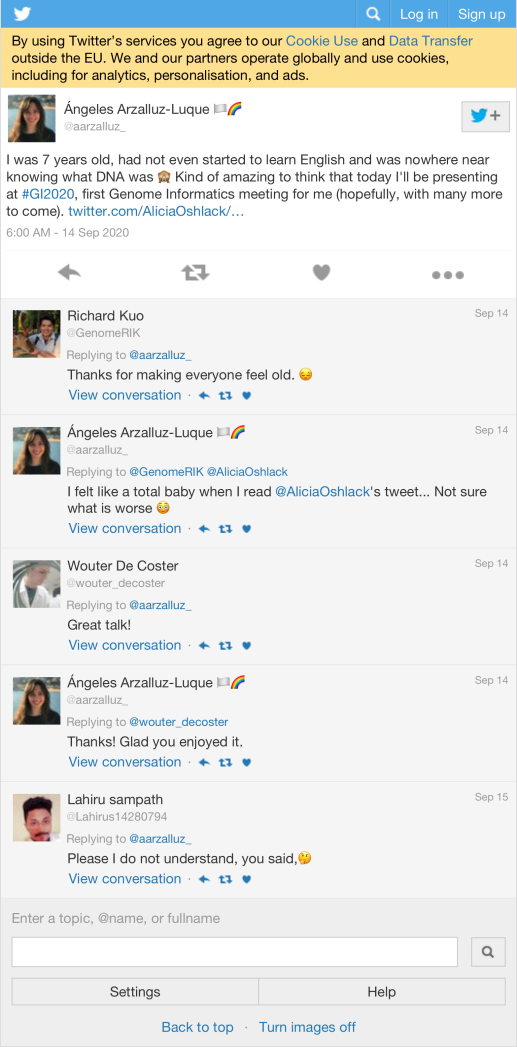 Log in Sign up
By using Twitter’s services you agree to our Cookie Use and Data Transfer
outside the EU. We and our partners operate globally and use cookies,
including for analytics, personalisation, and ads.
Ángeles Arzalluz-Luque 🏳️‍🌈
@aarzalluz_
I was 7 years old, had not even started to learn English and was nowhere near
knowing what DNA was 🙈 Kind of amazing to think that today I'll be presenting
at #GI2020, first Genome Informatics meeting for me (hopefully, with many more
to come). twitter.com/AliciaOshlack/…
6:00 AM - 14 Sep 2020
Richard Kuo Sep 14
@GenomeRIK
Replying to @aarzalluz_
Thanks for making everyone feel old. 😔
View conversation ·
Ángeles Arzalluz-Luque 🏳️‍🌈 Sep 14
@aarzalluz_
Replying to @GenomeRIK @AliciaOshlack
I felt like a total baby when I read @AliciaOshlack's tweet... Not sure
what is worse 😳
View conversation ·
Wouter De Coster Sep 14
@wouter_decoster
Replying to @aarzalluz_
Great talk!
View conversation ·
Ángeles Arzalluz-Luque 🏳️‍🌈 Sep 14
@aarzalluz_
Replying to @wouter_decoster
Thanks! Glad you enjoyed it.
View conversation ·
Lahiru sampath Sep 15
@Lahirus14280794
Replying to @aarzalluz_
Please I do not understand, you said,🤔
View conversation ·
Enter a topic, @name, or fullname
Settings Help
Back to top · Turn images off